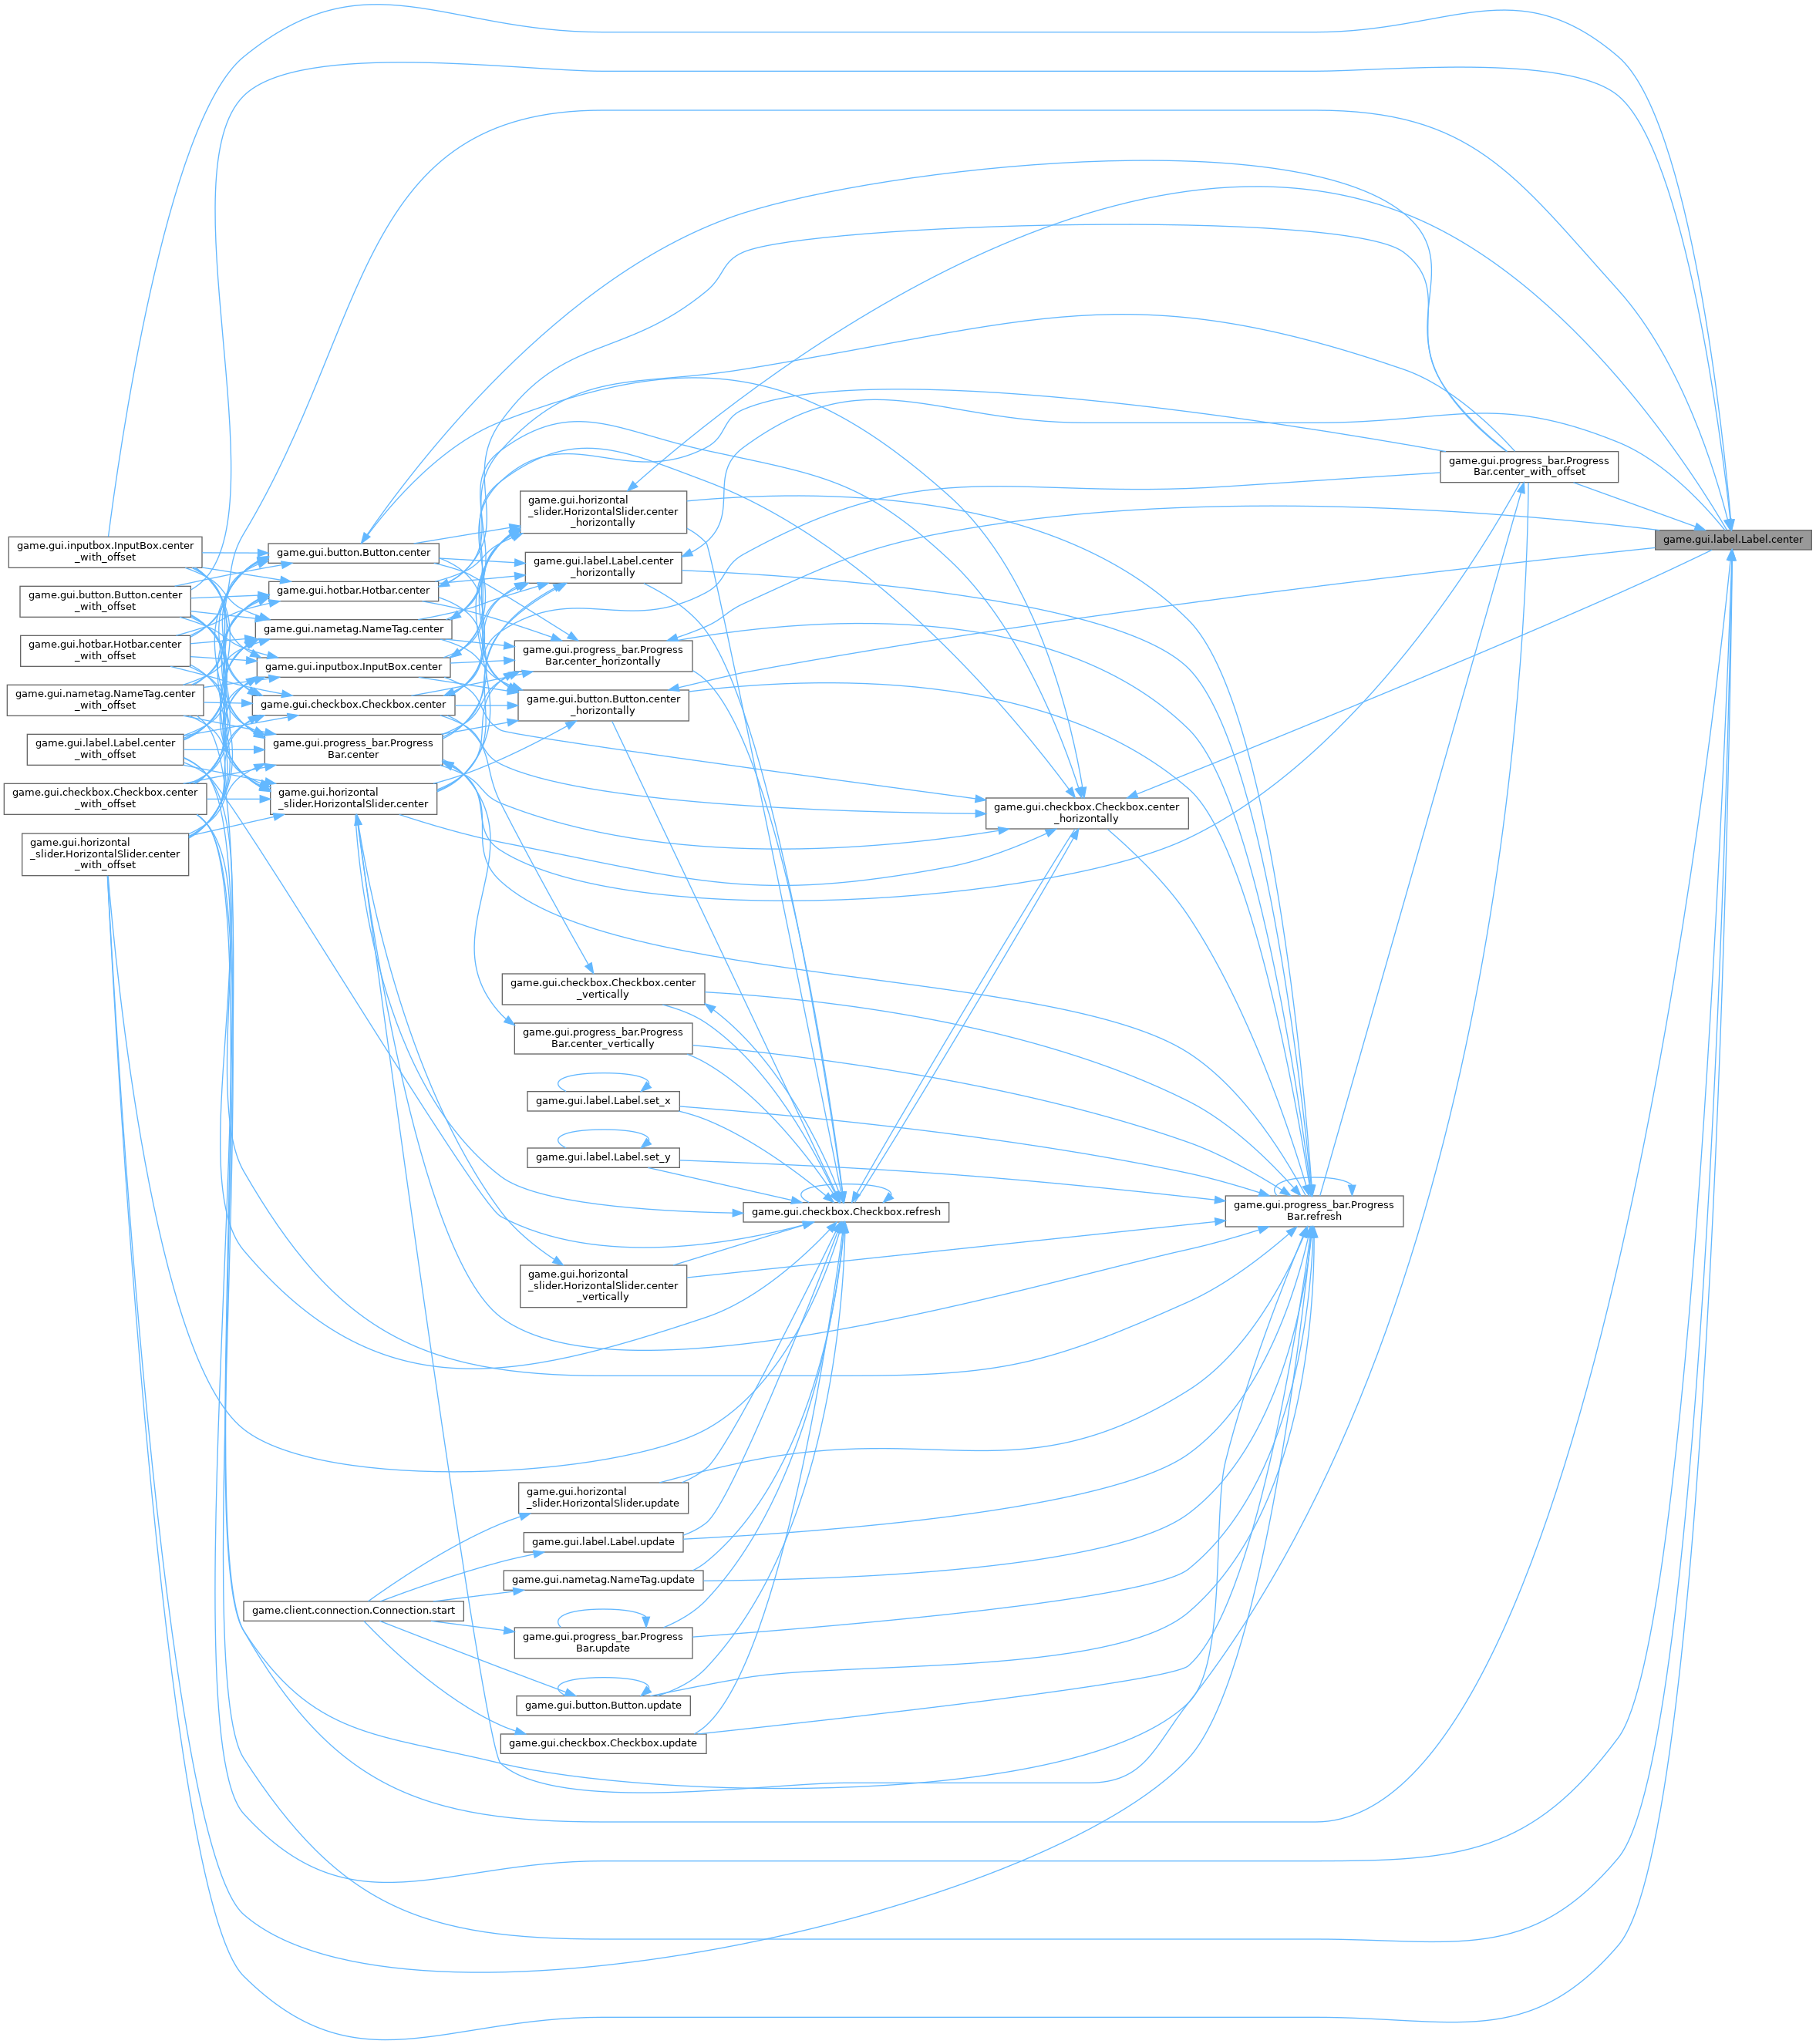 game.gui.inputbox.InputBox.center
_with_offset
game.gui.button.Button.center
_with_offset
game.gui.hotbar.Hotbar.center
_with_offset
game.gui.nametag.NameTag.center
_with_offset
game.gui.label.Label.center
_with_offset
game.gui.checkbox.Checkbox.center
_with_offset
game.gui.horizontal
_slider.HorizontalSlider.center
_with_offset
game.gui.button.Button.center
game.gui.hotbar.Hotbar.center
game.gui.nametag.NameTag.center
game.gui.inputbox.InputBox.center
game.gui.checkbox.Checkbox.center
game.gui.progress_bar.Progress
Bar.center
game.gui.horizontal
_slider.HorizontalSlider.center
game.client.connection.Connection.start
game.gui.horizontal
_slider.HorizontalSlider.center
_horizontally
game.gui.label.Label.center
_horizontally
game.gui.progress_bar.Progress
Bar.center_horizontally
game.gui.button.Button.center
_horizontally
game.gui.checkbox.Checkbox.center
_vertically
game.gui.progress_bar.Progress
Bar.center_vertically
game.gui.label.Label.set_x
game.gui.label.Label.set_y
game.gui.horizontal
_slider.HorizontalSlider.center
_vertically
game.gui.horizontal
_slider.HorizontalSlider.update
game.gui.label.Label.update
game.gui.nametag.NameTag.update
game.gui.progress_bar.Progress
Bar.update
game.gui.button.Button.update
game.gui.checkbox.Checkbox.update
game.gui.checkbox.Checkbox.refresh
game.gui.checkbox.Checkbox.center
_horizontally
game.gui.progress_bar.Progress
Bar.refresh
game.gui.progress_bar.Progress
Bar.center_with_offset
game.gui.label.Label.center